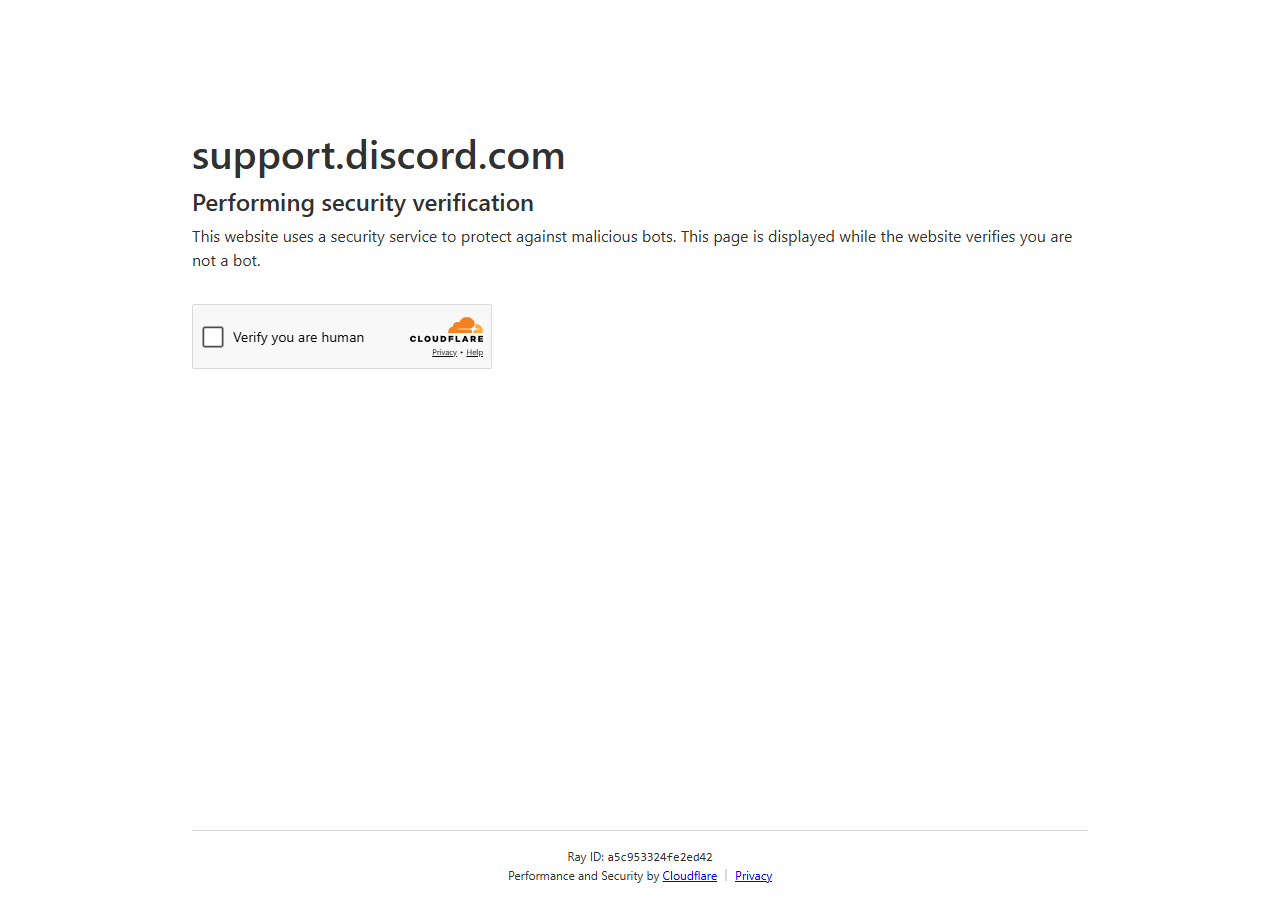 support.discord.com
Performing security verification
This website uses a security service to protect against malicious bots. This page is displayed while the website verifies you are
not a bot.
Verify you are human
CLOUDFLARE
Privacy • Help
Ray ID: a5c953324fe2ed42
Performance and Security by Cloudflare | Privacy